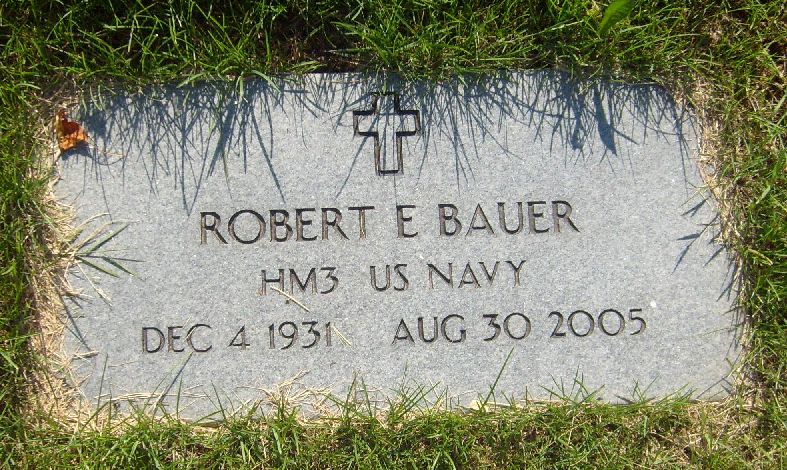 ROBERT E BAUER
HM3 US NAVY
DEC 4 1931 AUG 30 2005